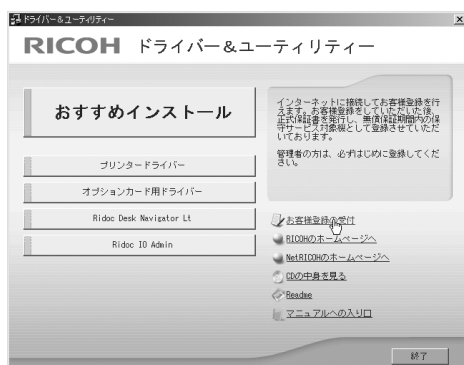 ドライバー&ユーティリティー
RICOH ドライバー&ユーティリティー
おすすめインストール
プリンタードライバー
オプションカード用ドライバー
Ridoc Desk Navigator Lt
Ridoc IO Admin
インターネットに接続してお客様登録を行
えます。お客様登録をしていただいた後、
正式保証書を発行し、無償保証期間内の保
守サービス対象機として登録させていただ
いております。
管理者の方は、必ずはじめに登録してくだ
さい。
お客様登録の受付
RICOHのホームページへ
NetRICOHのホームページへ
CDの中身を見る
Readme
マニュアルへの入り口
終了